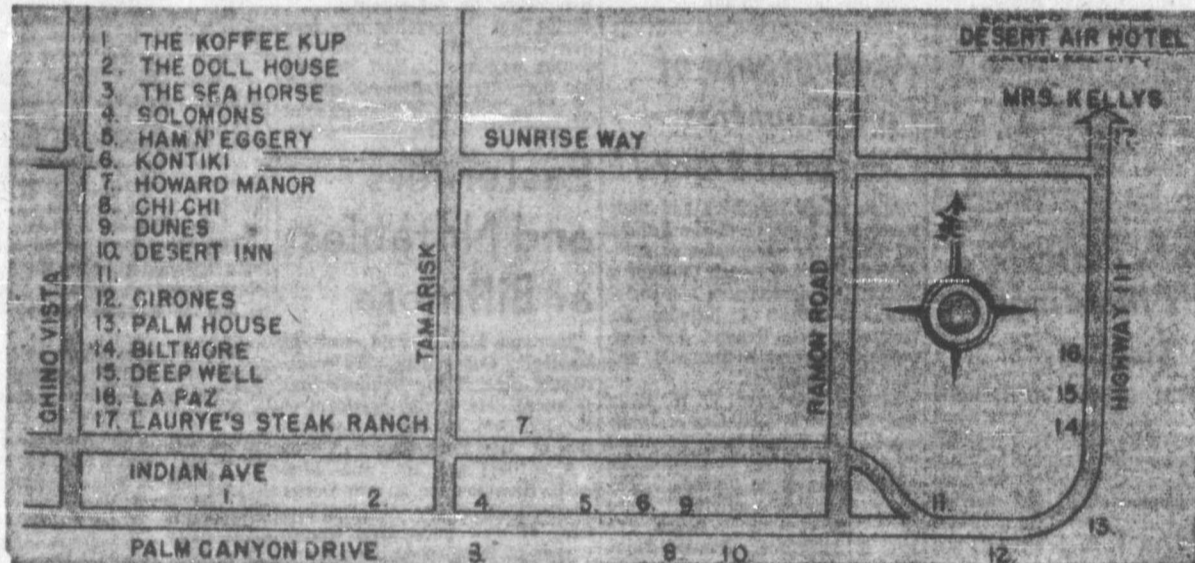 1. THE KOFFEE KUP
2. THE DOLL HOUSE
3. THE SEA HORSE
4. SOLOMONS
5. HAM N' EGGERY
6. KONTIKI
7. HOWARD MANOR
8. CHI CHI
9. DUNES
10. DESERT INN
11.
12. GIRONES
13. PALM HOUSE
14. BILTMORE
15. DEEP WELL
16. LA PAZ
17. LAURYE'S STEAK RANCH
RANCHO MIRAGE
DESERT AIR HOTEL
CATHEDRAL CITY
MRS. KELLYS
17.
SUNRISE WAY
CHINO VISTA
TAMARISK
RAMON ROAD
HIGHWAY 111
16.
15.
14.
7.
INDIAN AVE
1. 2. 4. 5. 6. 9. 11.
13.
PALM CANYON DRIVE
3. 8. 10. 12.